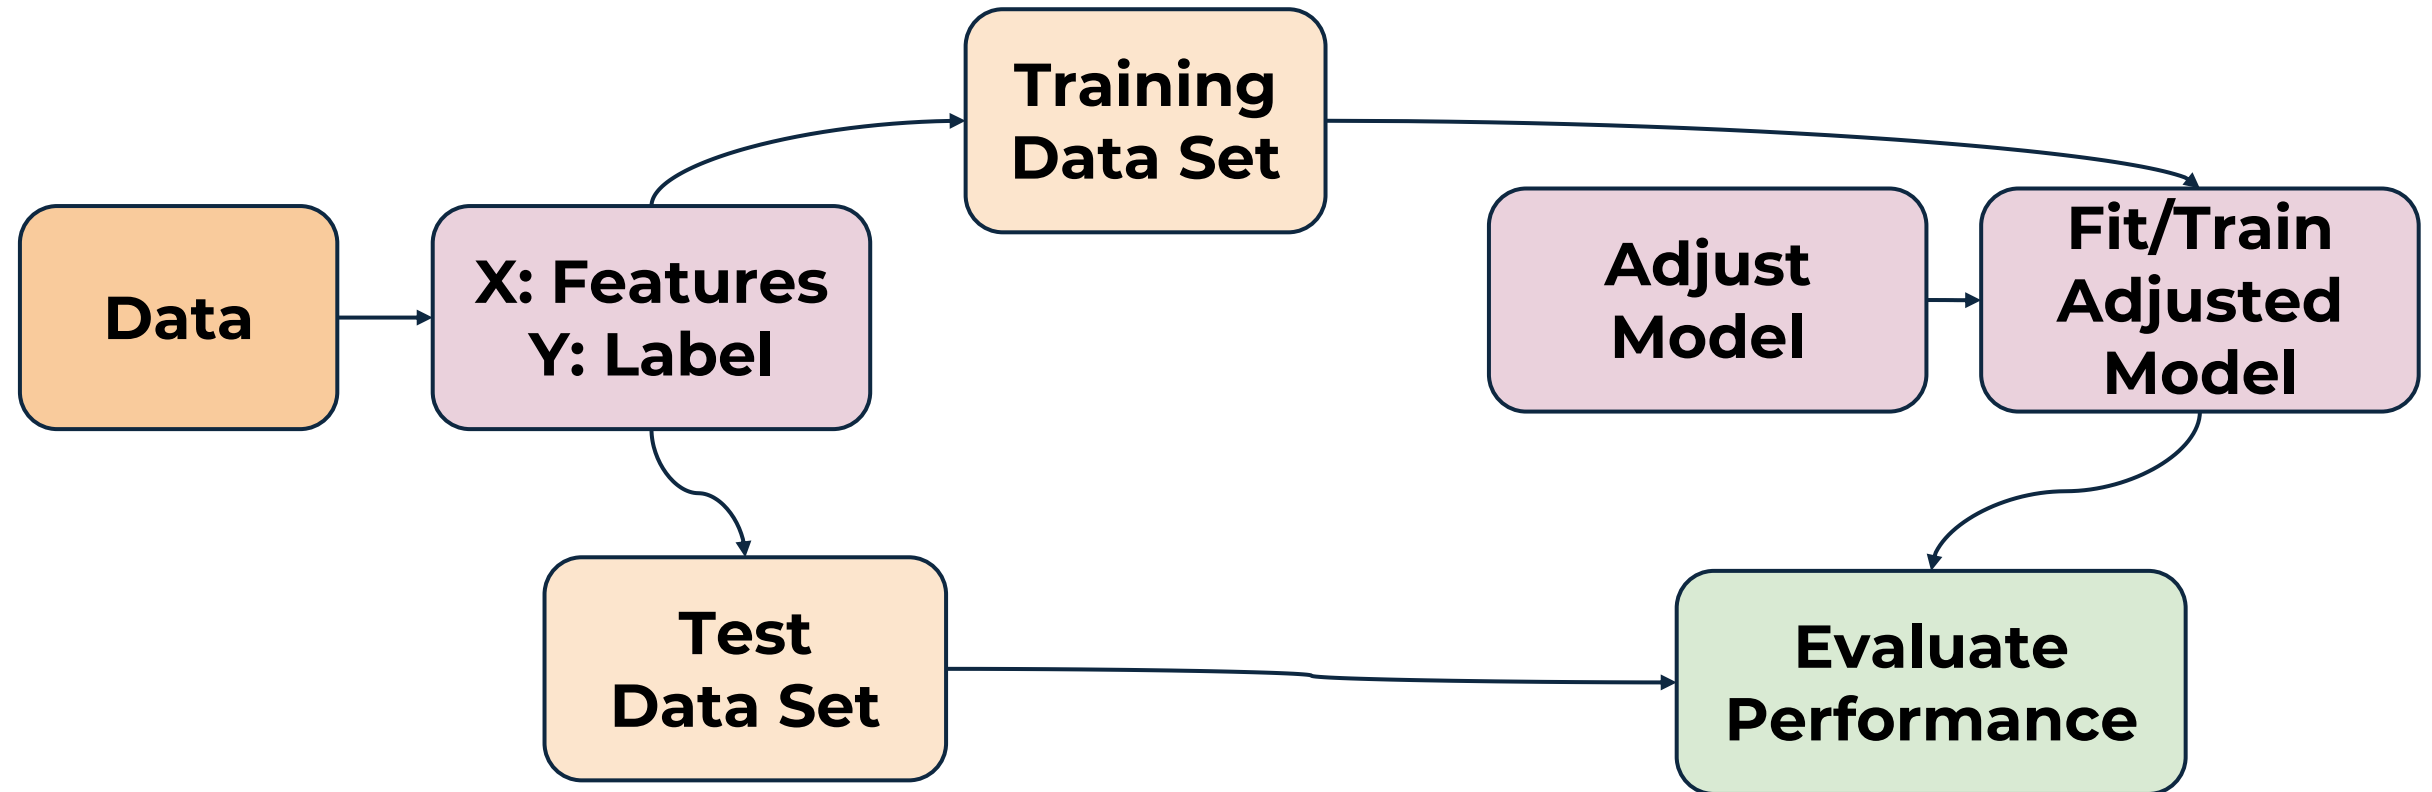 Training
Data Set
Data
X: Features
Y: Label
Adjust
Model
Fit/Train
Adjusted
Model
Test
Data Set
Evaluate
Performance